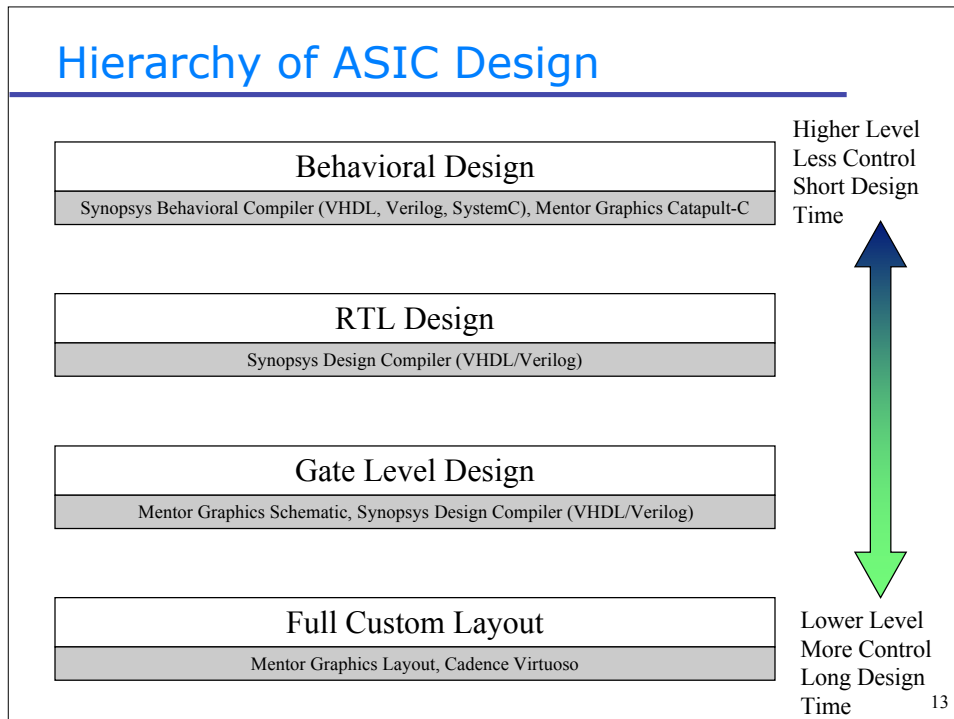 Hierarchy of ASIC Design
Higher Level
Less Control
Short Design
Time
Behavioral Design
Synopsys Behavioral Compiler (VHDL, Verilog, SystemC), Mentor Graphics Catapult-C
RTL Design
Synopsys Design Compiler (VHDL/Verilog)
Gate Level Design
Mentor Graphics Schematic, Synopsys Design Compiler (VHDL/Verilog)
Full Custom Layout
Mentor Graphics Layout, Cadence Virtuoso
Lower Level
More Control
Long Design
Time
13